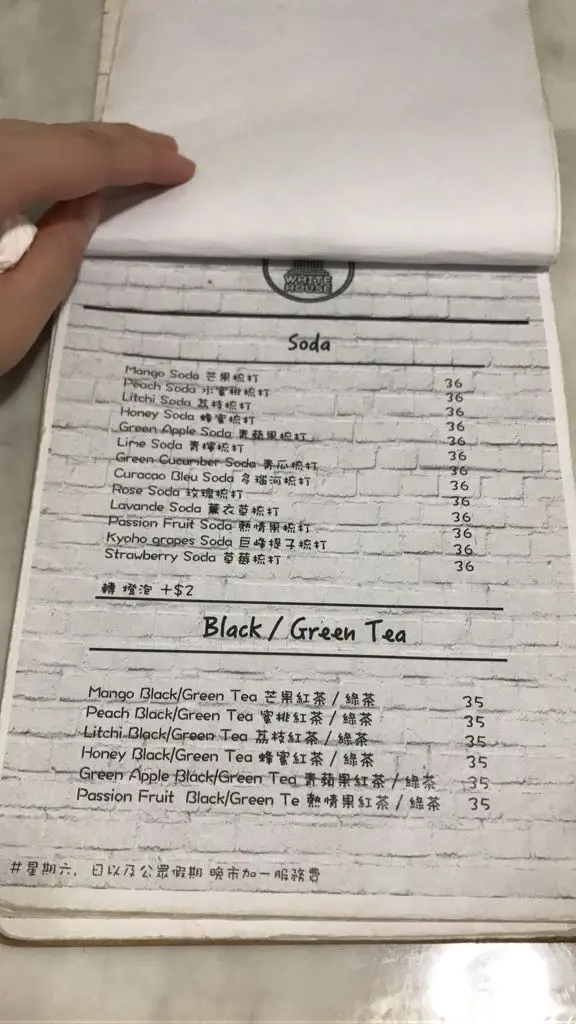 WHITE
HOUSE
Soda
Mango Soda 芒果梳打 36
Peach Soda 水蜜桃梳打 36
Litchi Soda 荔枝梳打 36
Honey Soda 蜂蜜梳打 36
Green Apple Soda 青蘋果梳打 36
Lime Soda 青檸梳打 36
Green Cucumber Soda 青瓜梳打 36
Curacao Bleu Soda 多瑙河梳打 36
Rose Soda 玫瑰梳打 36
Lavande Soda 薰衣草梳打 36
Passion Fruit Soda 熱情果梳打 36
Kyoho grapes Soda 巨峰提子梳打 36
Strawberry Soda 草莓梳打 36
轉 燈泡 +$2
Black / Green Tea
Mango Black/Green Tea 芒果紅茶 / 綠茶 35
Peach Black/Green Tea 蜜桃紅茶 / 綠茶 35
Litchi Black/Green Tea 荔枝紅茶 / 綠茶 35
Honey Black/Green Tea 蜂蜜紅茶 / 綠茶 35
Green Apple Black/Green Tea 青蘋果紅茶 / 綠茶 35
Passion Fruit Black/Green Te 熱情果紅茶 / 綠茶 35
#星期六, 日以及公眾假期 晚市加一服務費